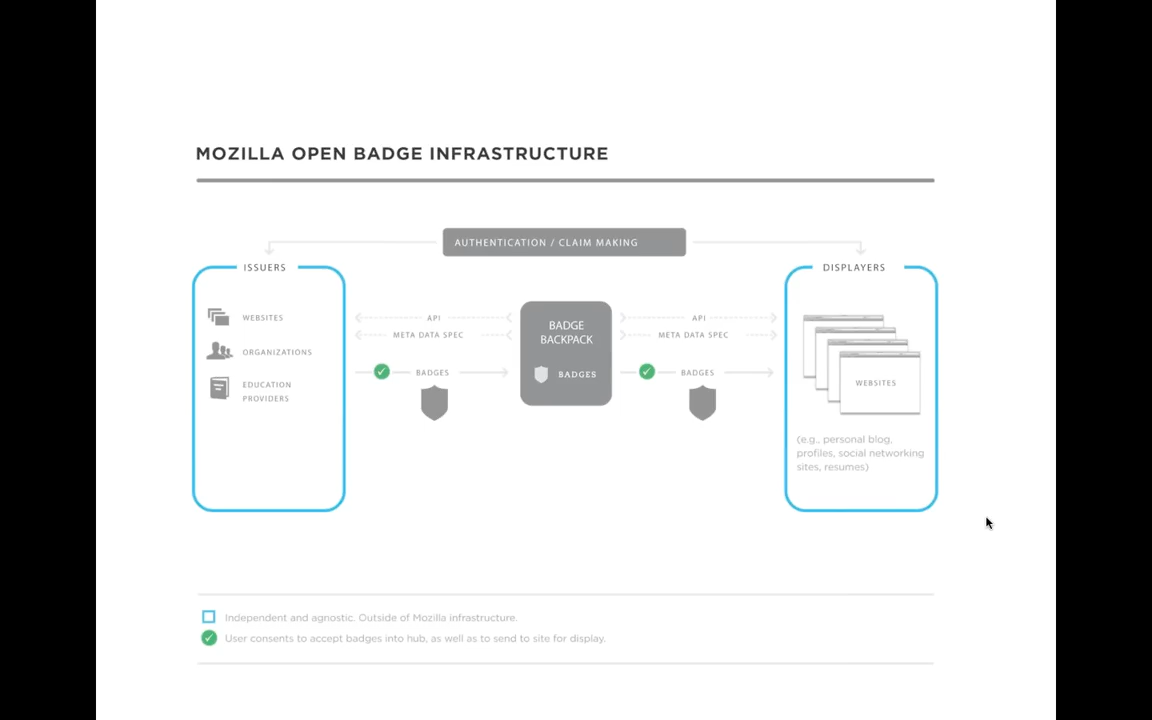 MOZILLA OPEN BADGE INFRASTRUCTURE
AUTHENTICATION / CLAIM MAKING
ISSUERS
WEBSITES
ORGANIZATIONS
EDUCATION
PROVIDERS
API
META DATA SPEC
BADGES
BADGE
BACKPACK
BADGES
API
META DATA SPEC
BADGES
DISPLAYERS
WEBSITES
(e.g., personal blog,
profiles, social networking
sites, resumes)
Independent and agnostic. Outside of Mozilla infrastructure.
User consents to accept badges into hub, as well as to send to site for display.